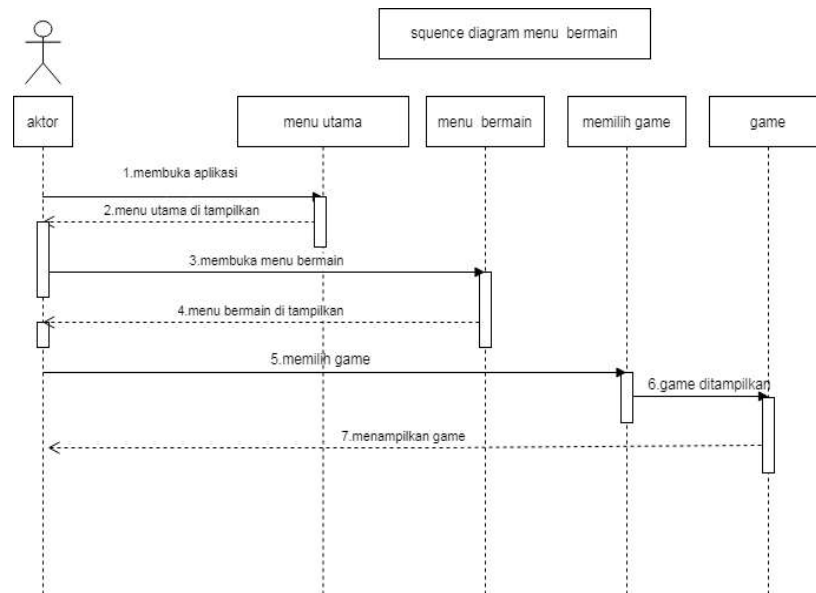 squence diagram menu bermain
aktor
menu utama
menu bermain
memilih game
game
1.membuka aplikasi
2.menu utama di tampilkan
3.membuka menu bermain
4.menu bermain di tampilkan
5.memilih game
6.game ditampilkan
7.menampilkan game